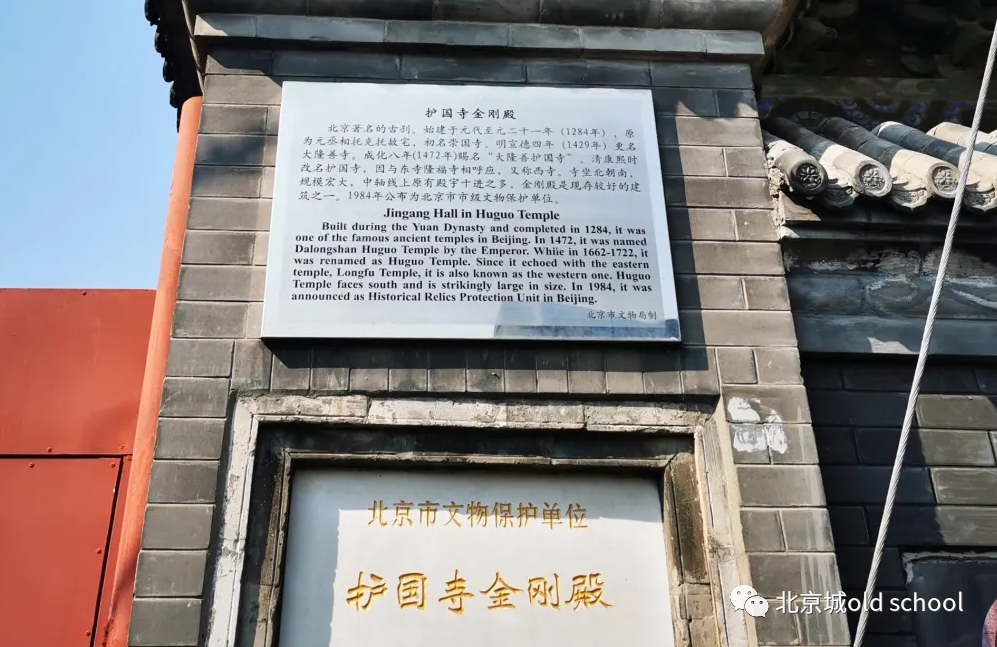 护国寺金刚殿
北京著名的古刹。始建于元代至元二十一年（1284年），原
为元丞相托克托故宅，初名崇国寺。明宣德四年（1429年）更名
大隆善寺。成化八年(1472年)赐名“大隆善护国寺”，清康熙时
改名护国寺，因与东寺隆福寺相呼应，又称西寺。寺坐北朝南，
规模宏大，中轴线上原有殿宇十进之多，金刚殿是现存较好的建
筑之一。1984年公布为北京市市级文物保护单位。
Jingang Hall in Huguo Temple
Built during the Yuan Dynasty and completed in 1284, it was
one of the famous ancient temples in Beijing. In 1472, it was named
Dalongshan Huguo Temple by the Emperor. Whiie in 1662-1722, it
was renamed as Huguo Temple. Since it echoed with the eastern
temple, Longfu Temple, it is also known as the western one. Huguo
Temple faces south and is strikingly large in size. In 1984, it was
announced as Historical Relics Protection Unit in Beijing.
北京市文物局制
北京市文物保护单位
护国寺金刚殿
北京城old school